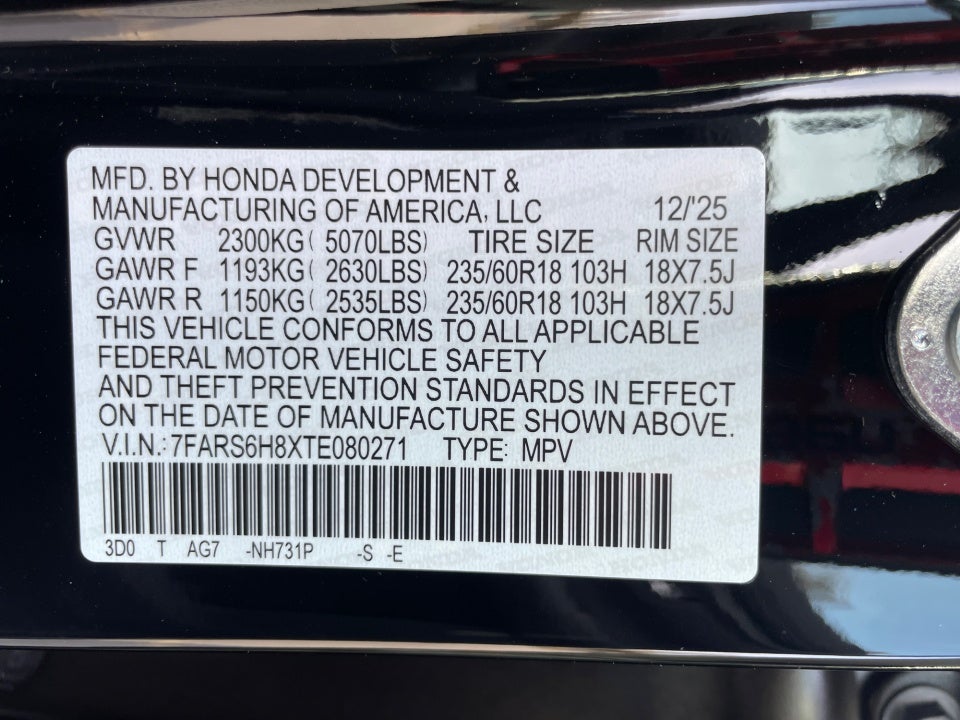 MFD. BY HONDA DEVELOPMENT &
MANUFACTURING OF AMERICA, LLC 12/'25
GVWR 2300KG( 5070LBS) TIRE SIZE RIM SIZE
GAWR F 1193KG( 2630LBS) 235/60R18 103H 18X7.5J
GAWR R 1150KG( 2535LBS) 235/60R18 103H 18X7.5J
THIS VEHICLE CONFORMS TO ALL APPLICABLE
FEDERAL MOTOR VEHICLE SAFETY
AND THEFT PREVENTION STANDARDS IN EFFECT
ON THE DATE OF MANUFACTURE SHOWN ABOVE.
V.I.N.:7FARS6H8XTE080271 TYPE: MPV
3D0 T AG7 -NH731P -S -E